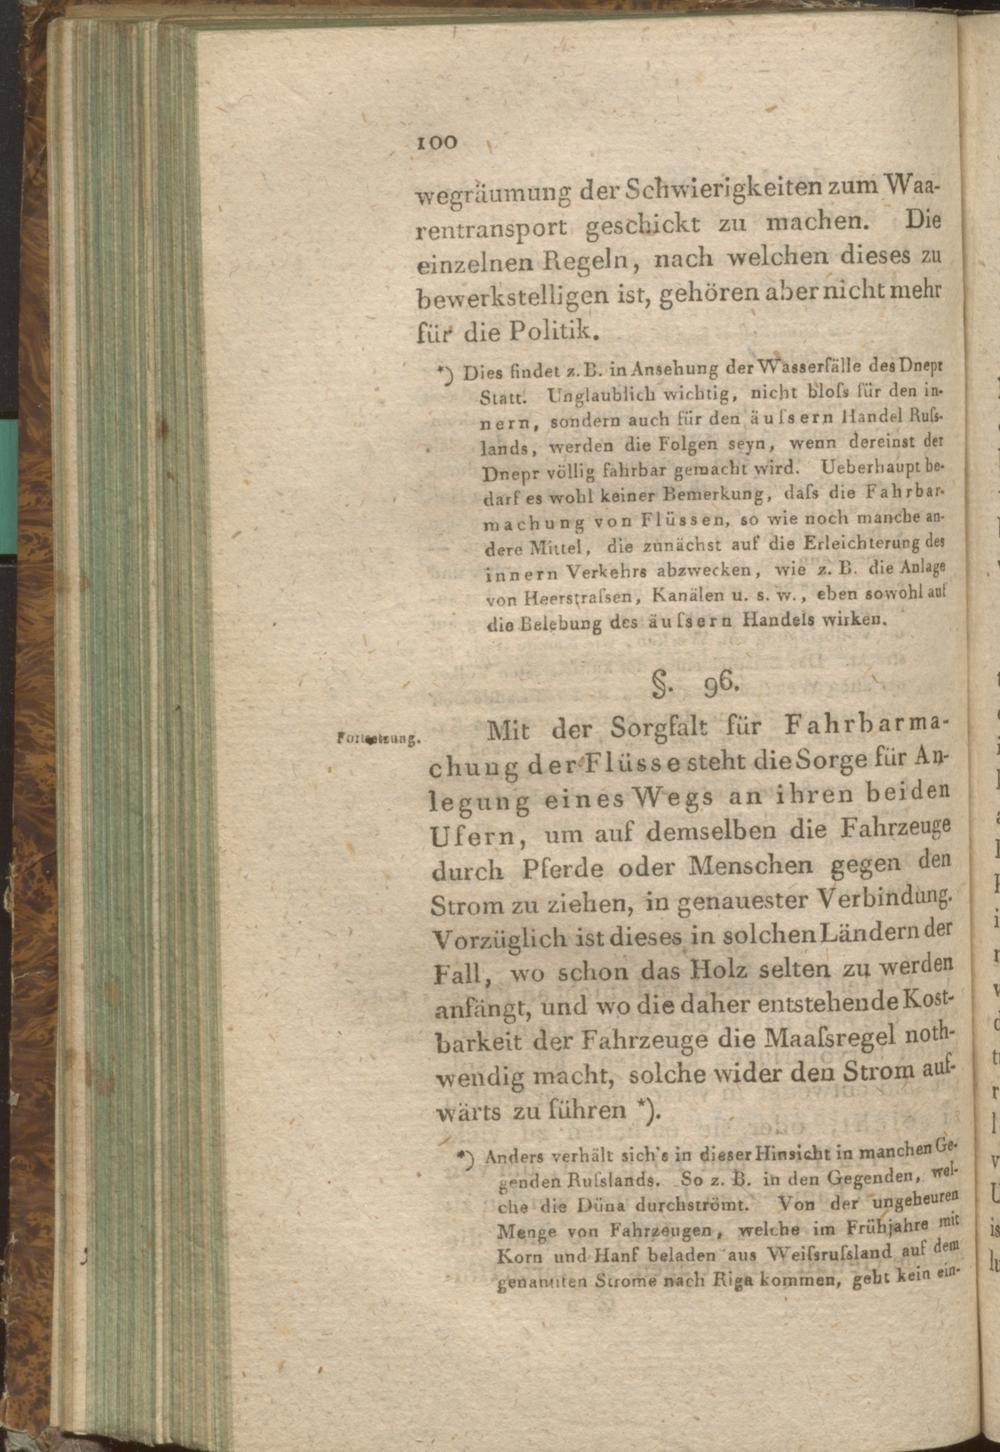 100
wegräumung der Schwierigkeiten zum Waa-
rentransport geschickt zu machen. Die
einzelnen Regeln, nach welchen dieses zu
bewerkstelligen ist, gehören aber nicht mehr
für die Politik.
*) Dies findet z. B. in Ansehung der Wasserfälle des Dnepr
Statt. Unglaublich wichtig, nicht bloſs für den in-
nern, sondern auch für den äuſsern Handel Ruſs-
lands, werden die Folgen seyn, wenn dereinst der
Dnepr völlig fahrbar gemacht wird. Ueberhaupt be-
darf es wohl keiner Bemerkung, daſs die Fahrbar-
machung von Flüssen, so wie noch manche an-
dere Mittel, die zunächst auf die Erleichterung des
innern Verkehrs abzwecken, wie z. B. die Anlage
von Heerstraſsen, Kanälen u. s. w., eben sowohl auf
die Belebung des äuſsern Handels wirken.
§. 96.
Fortsetzung.
Mit der Sorgfalt für Fahrbarma-
chung der Flüsse steht die Sorge für An-
legung eines Wegs an ihren beiden
Ufern, um auf demselben die Fahrzeuge
durch Pferde oder Menschen gegen den
Strom zu ziehen, in genauester Verbindung.
Vorzüglich ist dieses in solchen Ländern der
Fall, wo schon das Holz selten zu werden
anfängt, und wo die daher entstehende Kost-
barkeit der Fahrzeuge die Maaſsregel noth-
wendig macht, solche wider den Strom auf-
wärts zu führen *).
*) Anders verhält sich's in dieser Hinsicht in manchen Ge-
genden Ruſslands. So z. B. in den Gegenden, wel-
che die Düna durchströmt. Von der ungeheuren
Menge von Fahrzeugen, welche im Frühjahre mit
Korn und Hanf beladen aus Weiſsruſsland auf dem
genannten Strome nach Riga kommen, geht kein ein-